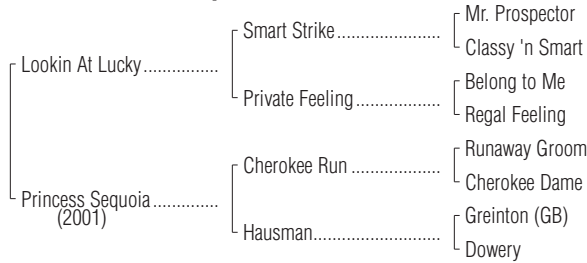 Mr. Prospector
Smart Strike..................
Classy 'n Smart
Lookin At Lucky...............
Belong to Me
Private Feeling................
Regal Feeling
Runaway Groom
Cherokee Run ..................
Cherokee Dame
Princess Sequoia.............
(2001)
Greinton (GB)
Hausman.........................
Dowery